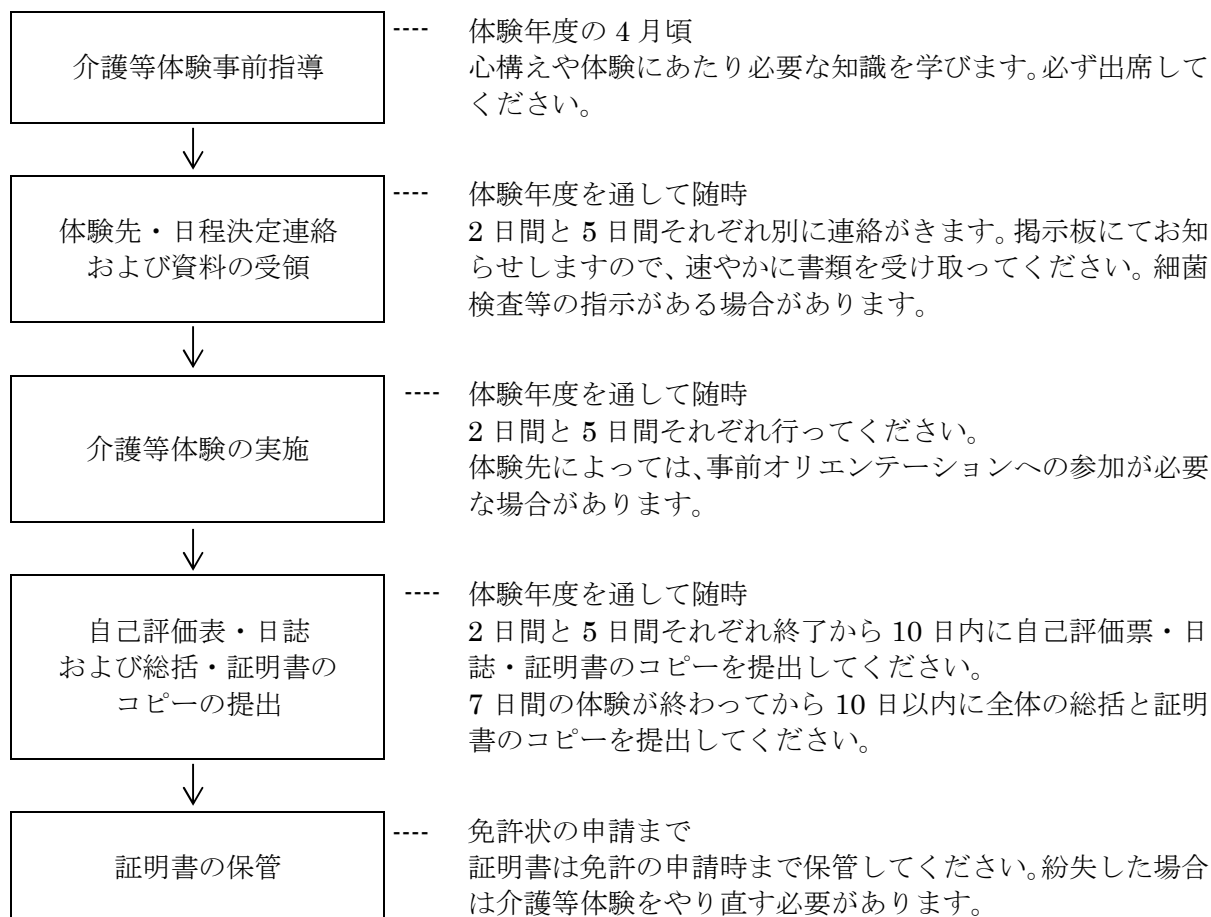 介護等体験事前指導
---- 体験年度の 4 月頃
心構えや体験にあたり必要な知識を学びます。必ず出席して
ください。
体験先・日程決定連絡
および資料の受領
---- 体験年度を通して随時
2 日間と 5 日間それぞれ別に連絡がきます。掲示板にてお知
らせしますので、速やかに書類を受け取ってください。細菌
検査等の指示がある場合があります。
介護等体験の実施
---- 体験年度を通して随時
2 日間と 5 日間それぞれ行ってください。
体験先によっては、事前オリエンテーションへの参加が必要
な場合があります。
自己評価表・日誌
および総括・証明書の
コピーの提出
---- 体験年度を通して随時
2 日間と 5 日間それぞれ終了から 10 日内に自己評価票・日
誌・証明書のコピーを提出してください。
7 日間の体験が終わってから 10 日以内に全体の総括と証明
書のコピーを提出してください。
証明書の保管
---- 免許状の申請まで
証明書は免許の申請時まで保管してください。紛失した場合
は介護等体験をやり直す必要があります。